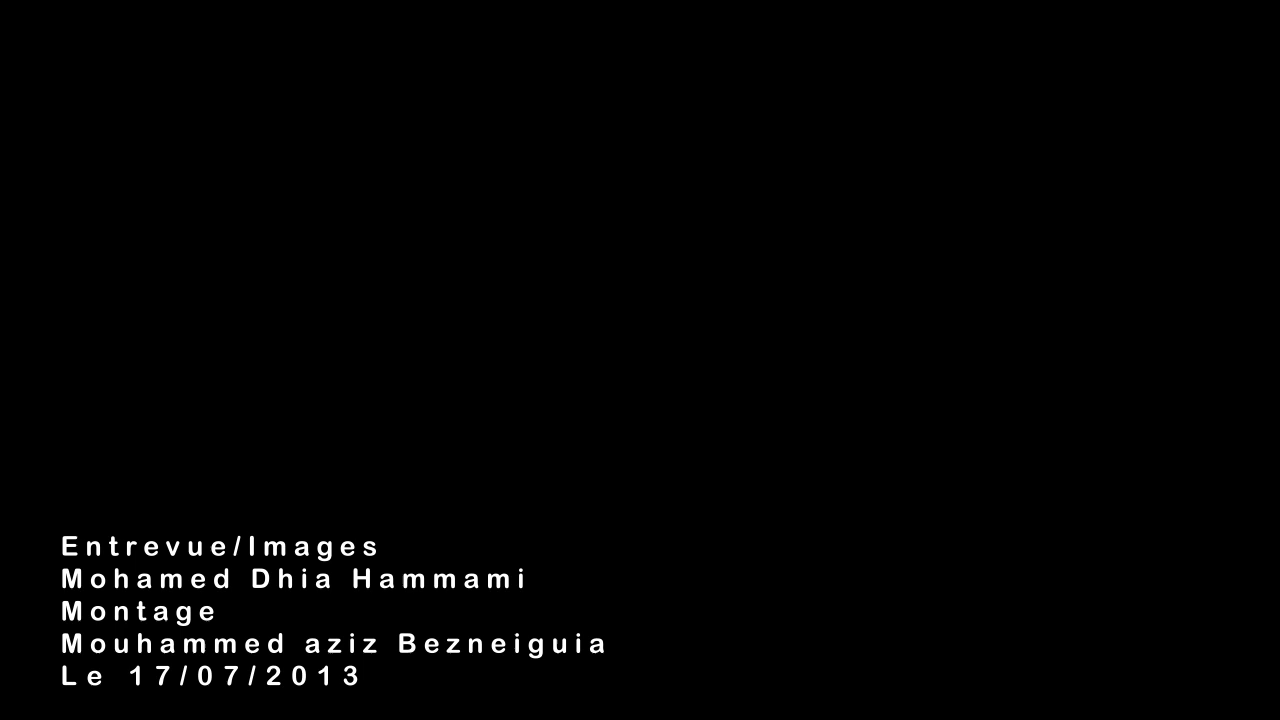 Entrevue/Images
Mohamed Dhia Hammami
Montage
Mouhammed aziz Bezneiguia
Le 17/07/2013